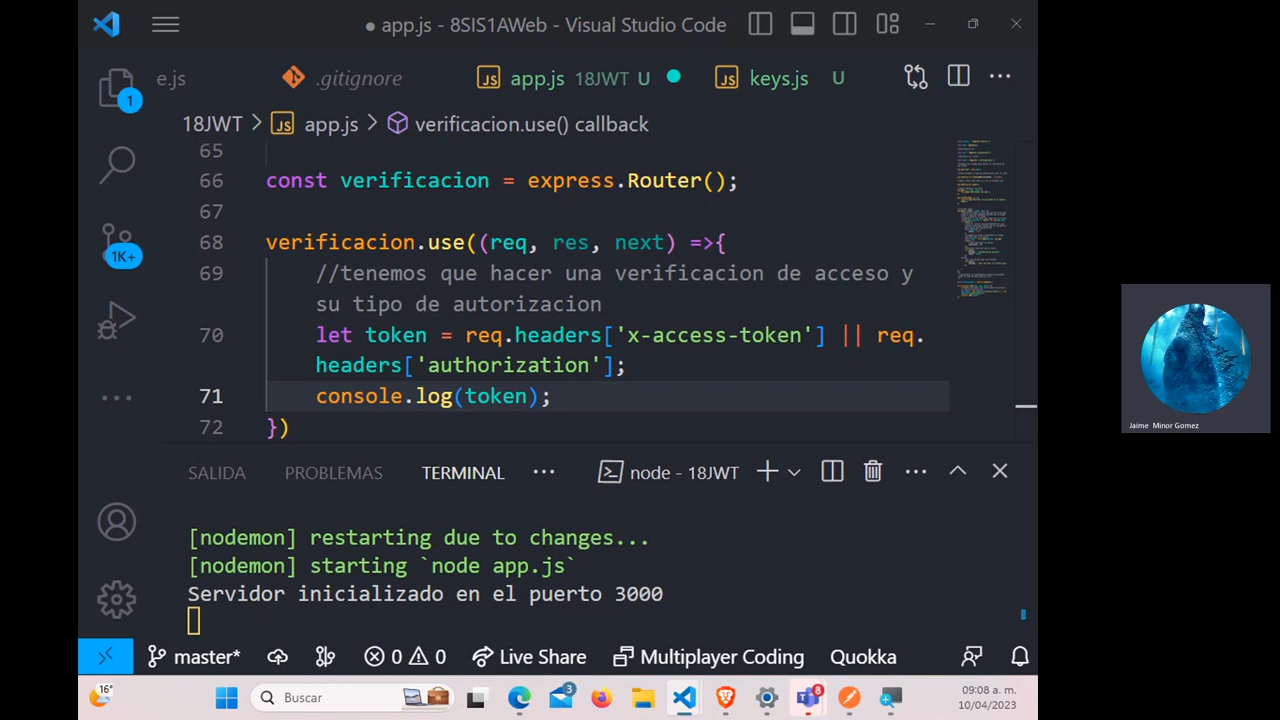 ● app.js - 8SIS1AWeb - Visual Studio Code
e.js
.gitignore
JS app.js 18JWT U
JS keys.js U
18JWT > JS app.js > verificacion.use() callback
1
1K+
65
66 const verificacion = express.Router();
67
68 verificacion.use((req, res, next) =>{
69 //tenemos que hacer una verificacion de acceso y
su tipo de autorizacion
70 let token = req.headers['x-access-token'] || req.
headers['authorization'];
71 console.log(token);
72 })
SALIDA PROBLEMAS TERMINAL ··· node - 18JWT
[nodemon] restarting due to changes...
[nodemon] starting `node app.js`
Servidor inicializado en el puerto 3000
master* 0 0 Live Share Multiplayer Coding Quokka
16°
Buscar
3
8
09:08 a. m.
10/04/2023
Jaime Minor Gomez